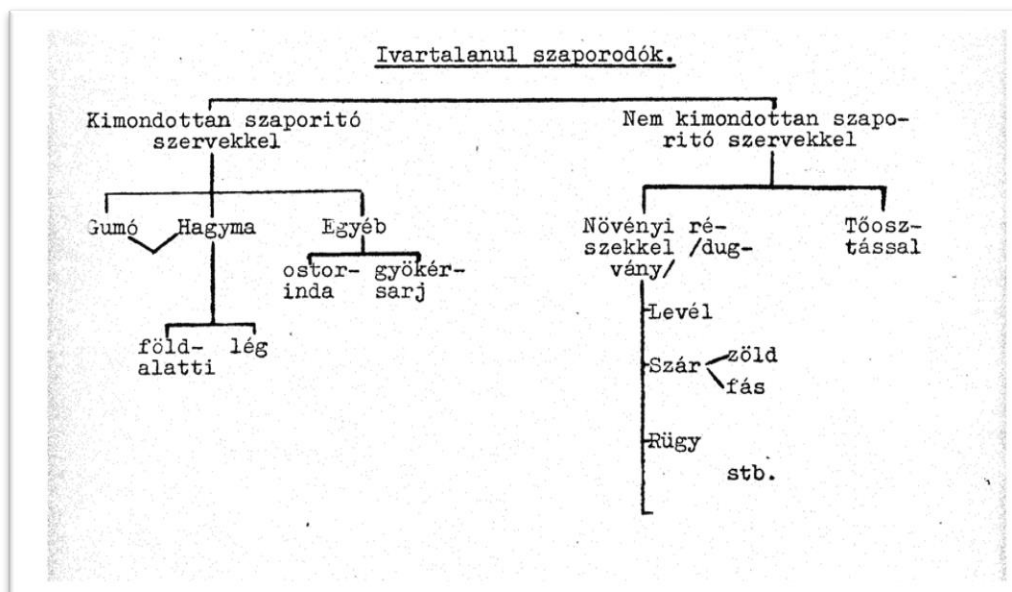 Ivartalanul szaporodók.
Kimondottan szaporitó
szervekkel
Nem kimondottan szapo-
ritó szervekkel
Gumó
Hagyma
Egyéb
Növényi ré-
szekkel /dug-
vány/
Tőosz-
tással
ostor-
inda
gyökér-
sarj
föld-
alatti
lég
Levél
Szár
zöld
fás
Rügy
stb.